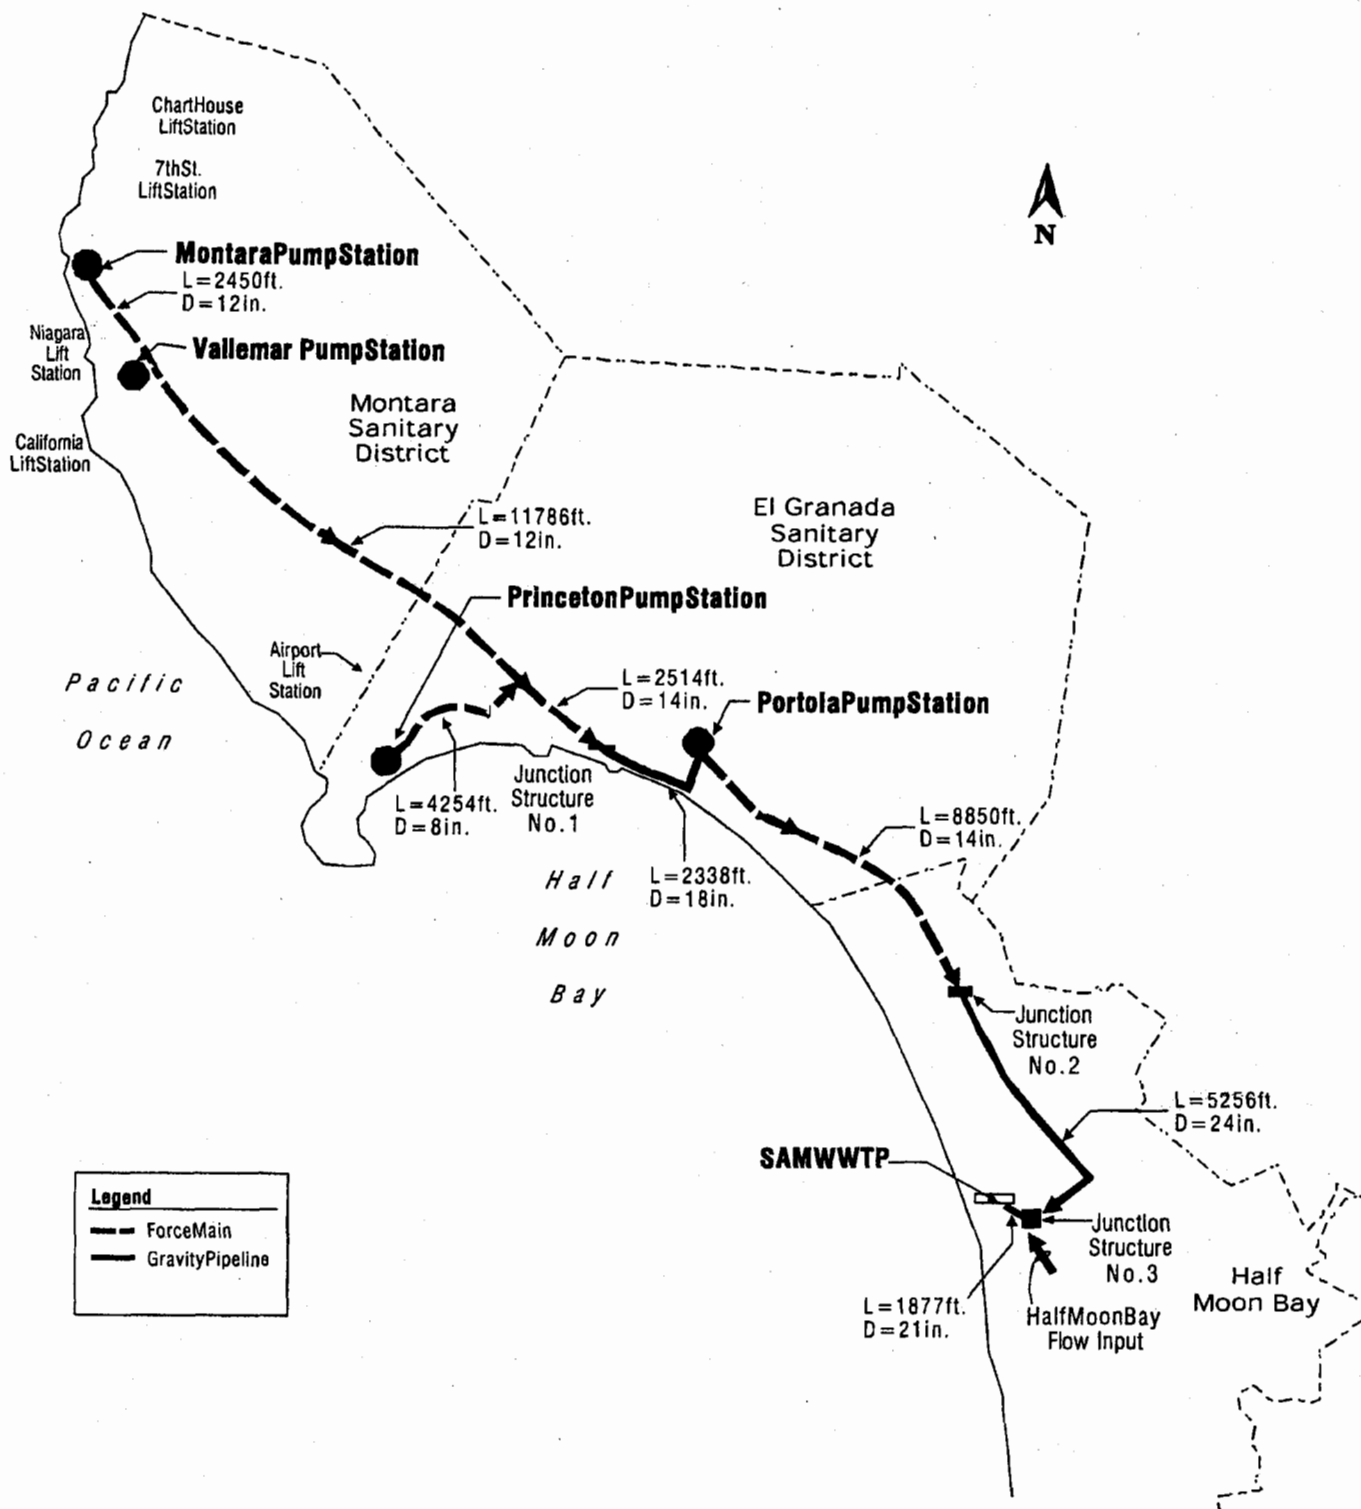 ChartHouse
LiftStation
7thSt.
LiftStation
N
MontaraPumpStation
L=2450ft.
D=12in.
Niagara
Lift
Station
Vallemar PumpStation
Montara
Sanitary
District
California
LiftStation
L=11786ft.
D=12in.
El Granada
Sanitary
District
PrincetonPumpStation
Airport
Lift
Station
Pacific
Ocean
L=2514ft.
D=14in.
PortolaPumpStation
Junction
Structure
No.1
L=4254ft.
D=8in.
L=8850ft.
D=14in.
L=2338ft.
D=18in.
Half
Moon
Bay
Junction
Structure
No.2
L=5256ft.
D=24in.
SAMWWTP
Legend
ForceMain
GravityPipeline
Junction
Structure
No.3
Half
Moon Bay
L=1877ft.
D=21in.
HalfMoonBay
Flow Input